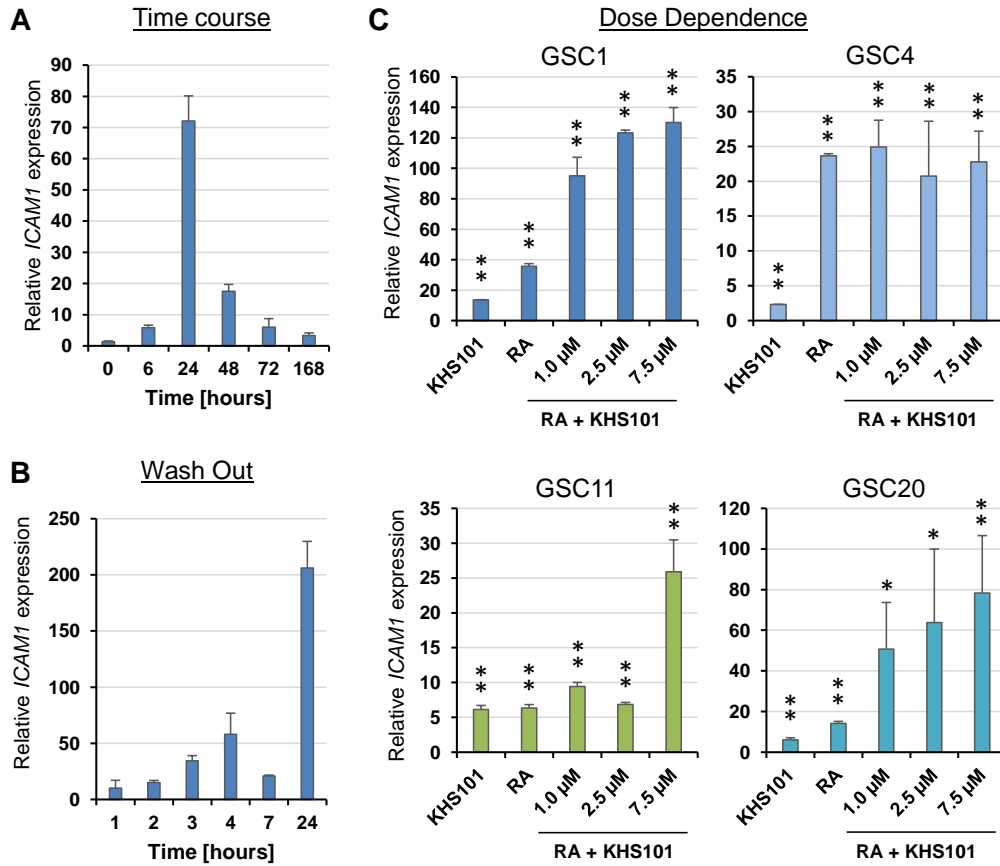 A
Time course
Relative ICAM1 expression
90
80
70
60
50
40
30
20
10
0
0 6 24 48 72 168
Time [hours]
B
Wash Out
Relative ICAM1 expression
250
200
150
100
50
0
1 2 3 4 7 24
Time [hours]
C
Dose Dependence
GSC1
Relative ICAM1 expression
160
140
120
100
80
60
40
20
0
** ** ** ** **
KHS101 RA 1.0 µM 2.5 µM 7.5 µM
RA + KHS101
GSC4
35
30
25
20
15
10
5
0
** ** ** ** **
KHS101 RA 1.0 µM 2.5 µM 7.5 µM
RA + KHS101
GSC11
Relative ICAM1 expression
35
30
25
20
15
10
5
0
** ** ** ** **
KHS101 RA 1.0 µM 2.5 µM 7.5 µM
RA + KHS101
GSC20
120
100
80
60
40
20
0
** ** * * **
KHS101 RA 1.0 µM 2.5 µM 7.5 µM
RA + KHS101